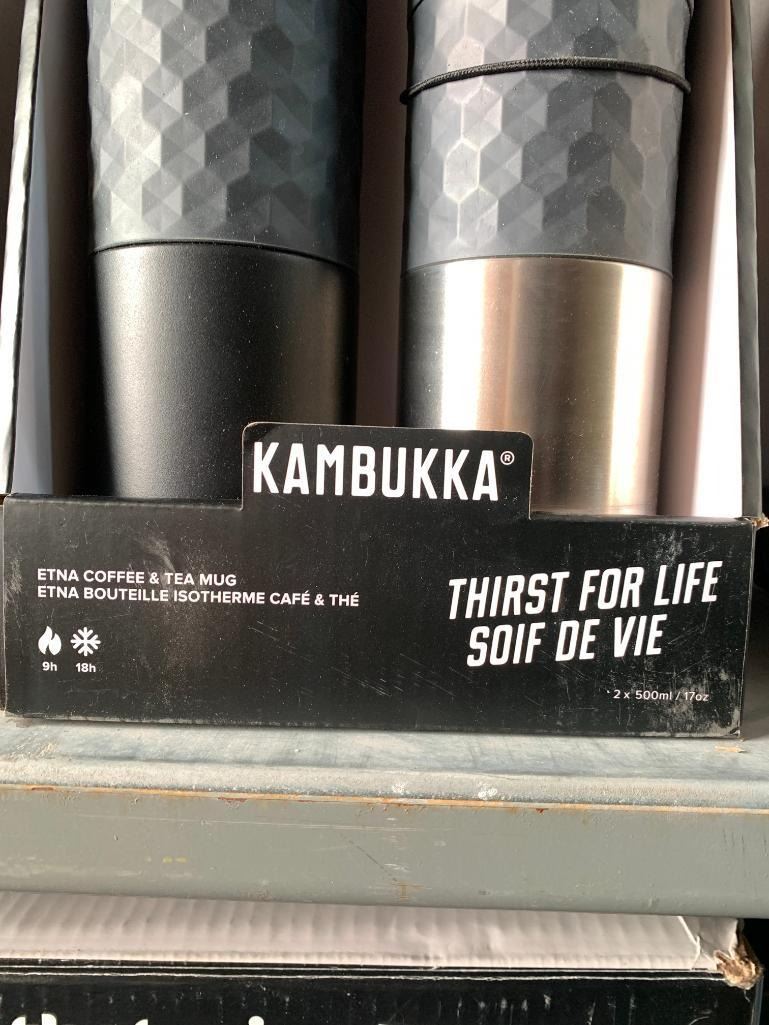 KAMBUKKA®
ETNA COFFEE & TEA MUG
ETNA BOUTEILLE ISOTHERME CAFÉ & THÉ
9h 18h
THIRST FOR LIFE
SOIF DE VIE
2 x 500ml / 17oz